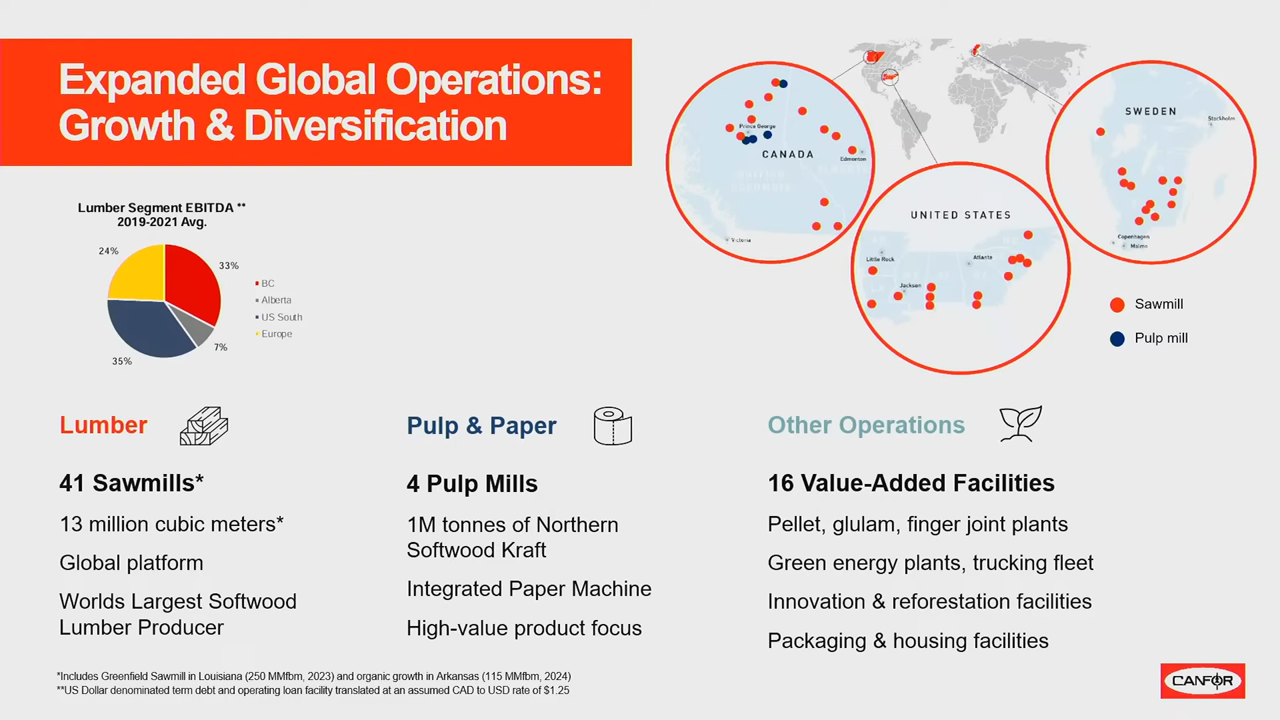 Expanded Global Operations:
Growth & Diversification
Lumber Segment EBITDA **
2019-2021 Avg.
24%
33%
7%
35%
BC
Alberta
US South
Europe
Prince George
CANADA
Edmonton
BRITISH
COLUMBIA
ALBERTA
Victoria
UNITED STATES
Little Rock
Atlanta
Jackson
SWEDEN
Stockholm
Copenhagen
Malmo
Sawmill
Pulp mill
Lumber
41 Sawmills*
13 million cubic meters*
Global platform
Worlds Largest Softwood
Lumber Producer
Pulp & Paper
4 Pulp Mills
1M tonnes of Northern
Softwood Kraft
Integrated Paper Machine
High-value product focus
Other Operations
16 Value-Added Facilities
Pellet, glulam, finger joint plants
Green energy plants, trucking fleet
Innovation & reforestation facilities
Packaging & housing facilities
*Includes Greenfield Sawmill in Louisiana (250 MMfbm, 2023) and organic growth in Arkansas (115 MMfbm, 2024)
**US Dollar denominated term debt and operating loan facility translated at an assumed CAD to USD rate of $1.25
CANFOR